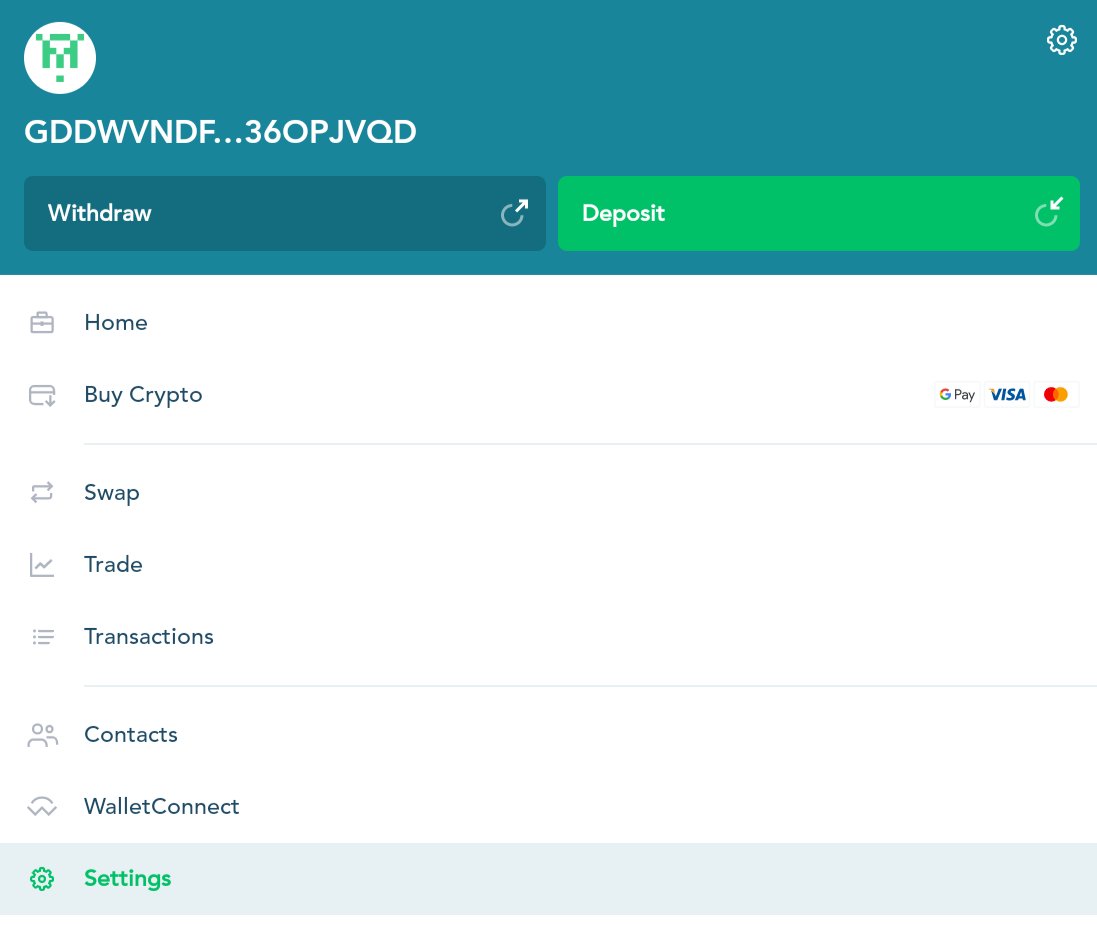 GDDWVNDF...36OPJVQD
Withdraw
Deposit
Home
Buy Crypto
G Pay VISA
Swap
Trade
Transactions
Contacts
WalletConnect
Settings